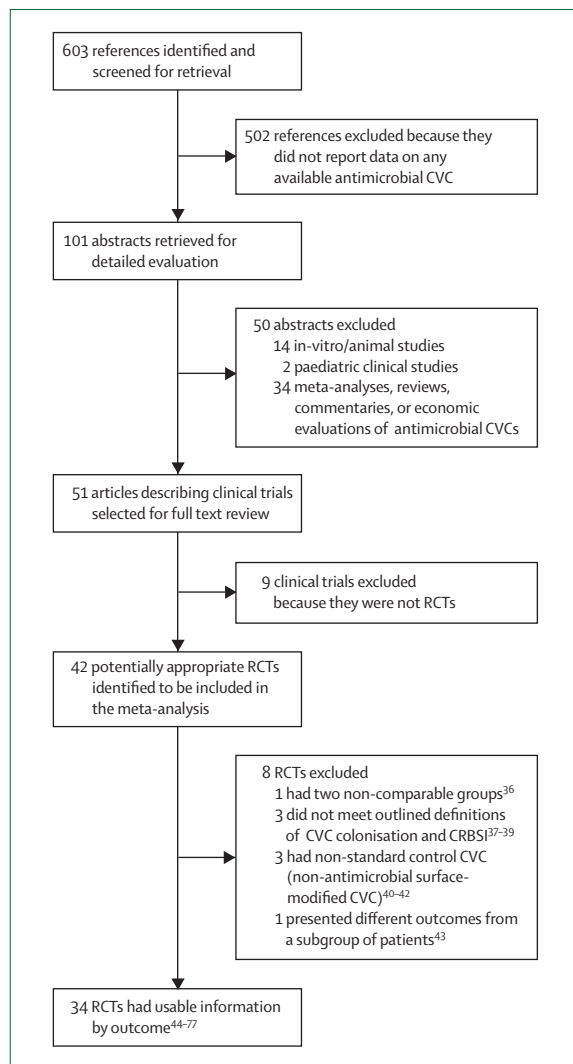 603 references identified and
screened for retrieval
502 references excluded because they
did not report data on any
available antimicrobial CVC
101 abstracts retrieved for
detailed evaluation
50 abstracts excluded
14 in-vitro/animal studies
2 paediatric clinical studies
34 meta-analyses, reviews,
commentaries, or economic
evaluations of antimicrobial CVCs
51 articles describing clinical trials
selected for full text review
9 clinical trials excluded
because they were not RCTs
42 potentially appropriate RCTs
identified to be included in
the meta-analysis
8 RCTs excluded
1 had two non-comparable groups36
3 did not meet outlined definitions
of CVC colonisation and CRBSI37–39
3 had non-standard control CVC
(non-antimicrobial surface-
modified CVC)40–42
1 presented different outcomes from
a subgroup of patients43
34 RCTs had usable information
by outcome44–77